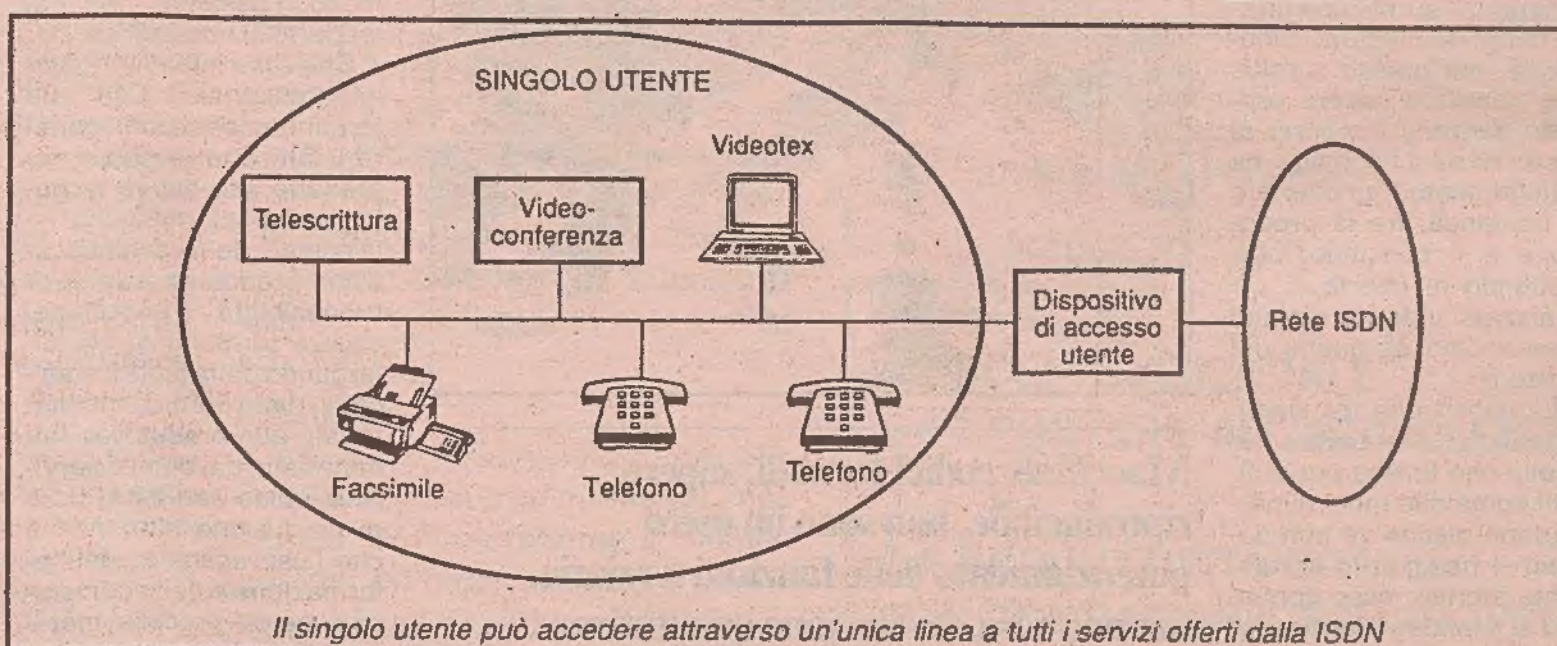 SINGOLO UTENTE
Videotex
Telescrittura
Video-
conferenza
Dispositivo
di accesso
utente
Rete ISDN
Facsimile
Telefono
Telefono
Il singolo utente può accedere attraverso un'unica linea a tutti i servizi offerti dalla ISDN